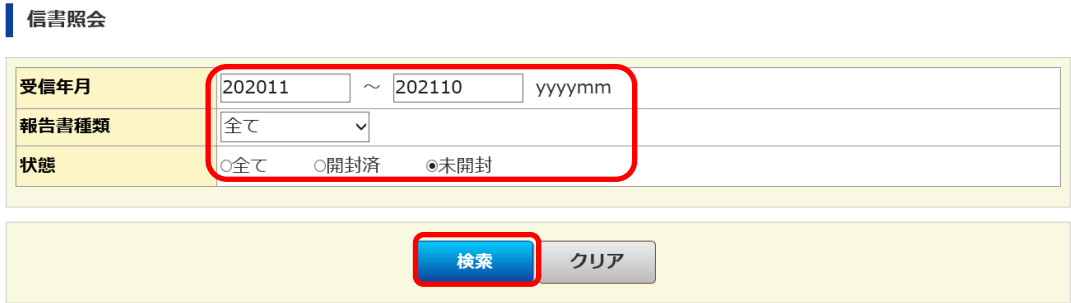 信書照会
受信年月 202011 ～ 202110 yyyymm
報告書種類 全て
状態 全て 開封済 未開封
検索 クリア